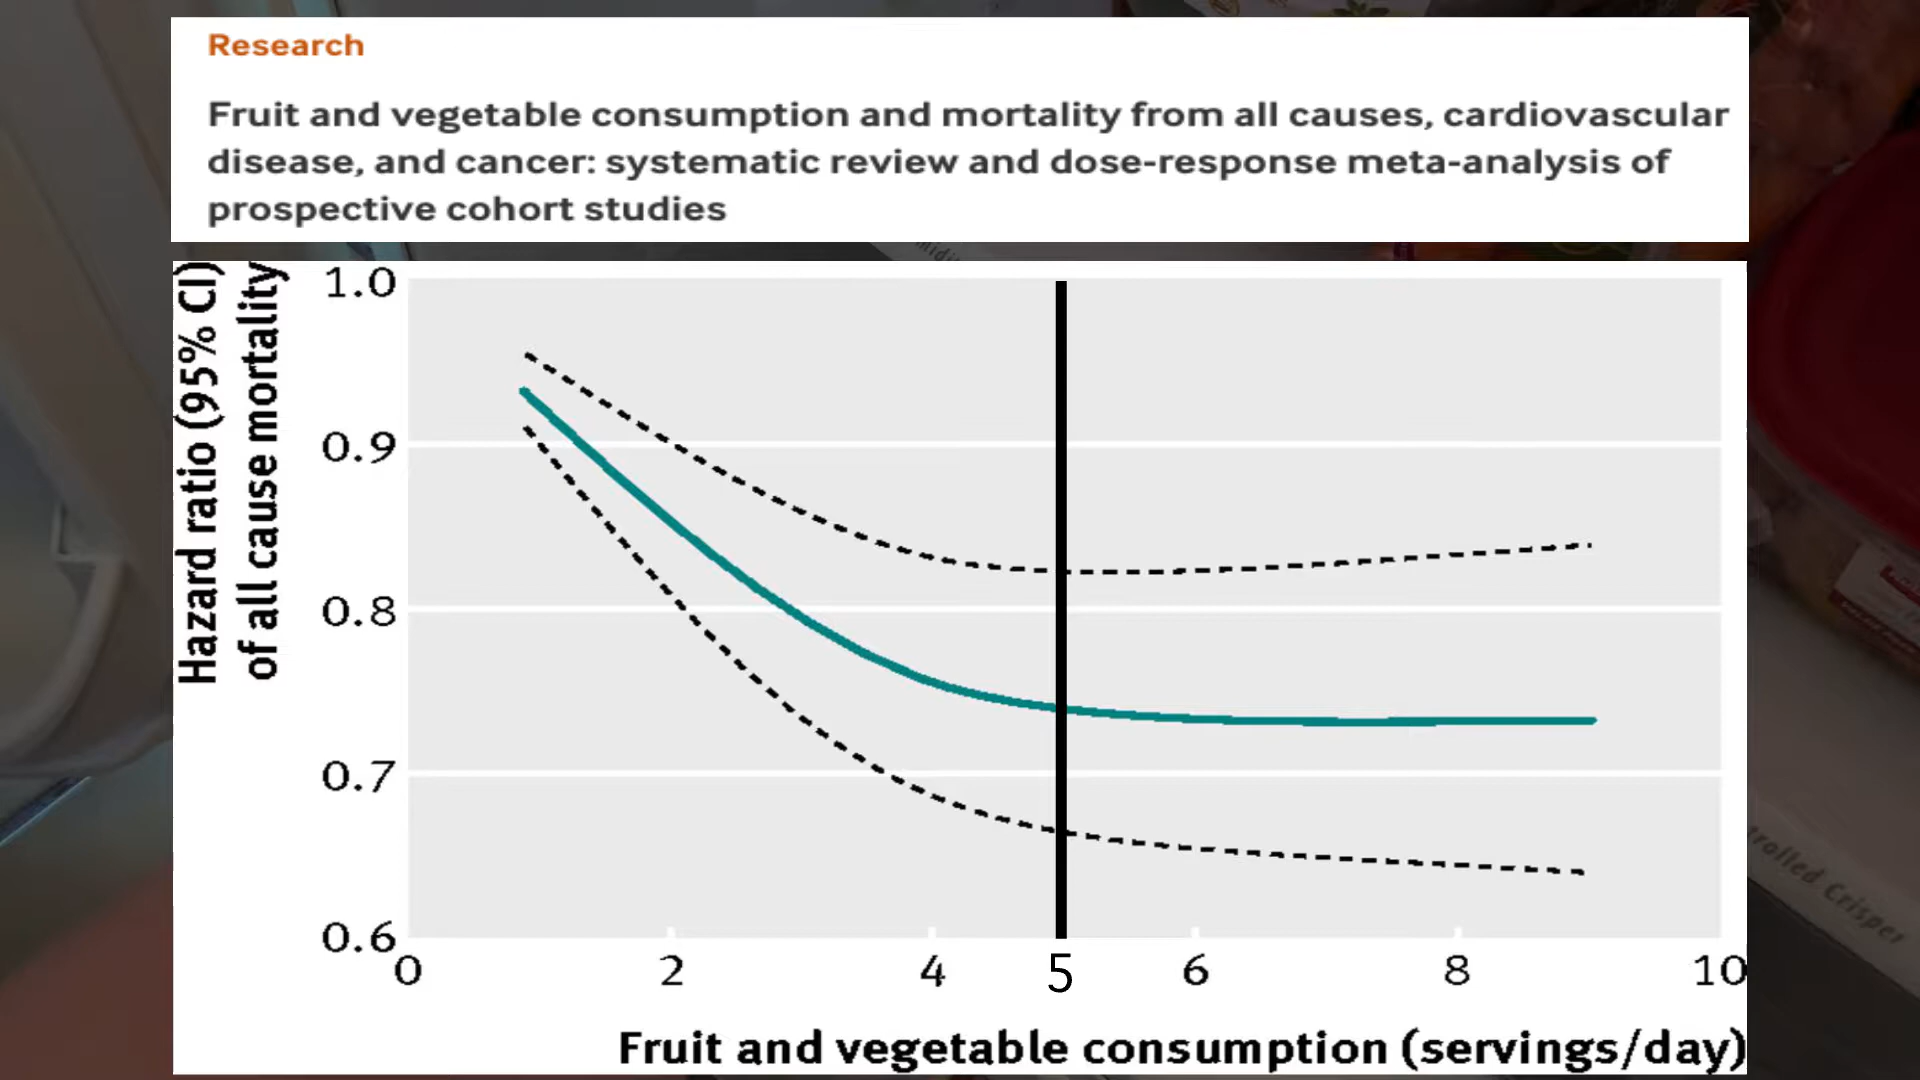 Research
Fruit and vegetable consumption and mortality from all causes, cardiovascular
disease, and cancer: systematic review and dose-response meta-analysis of
prospective cohort studies
Hazard ratio (95% CI)
of all cause mortality
1.0
0.9
0.8
0.7
0.6
0 2 4 5 6 8 10
Fruit and vegetable consumption (servings/day)
trolled Crisper